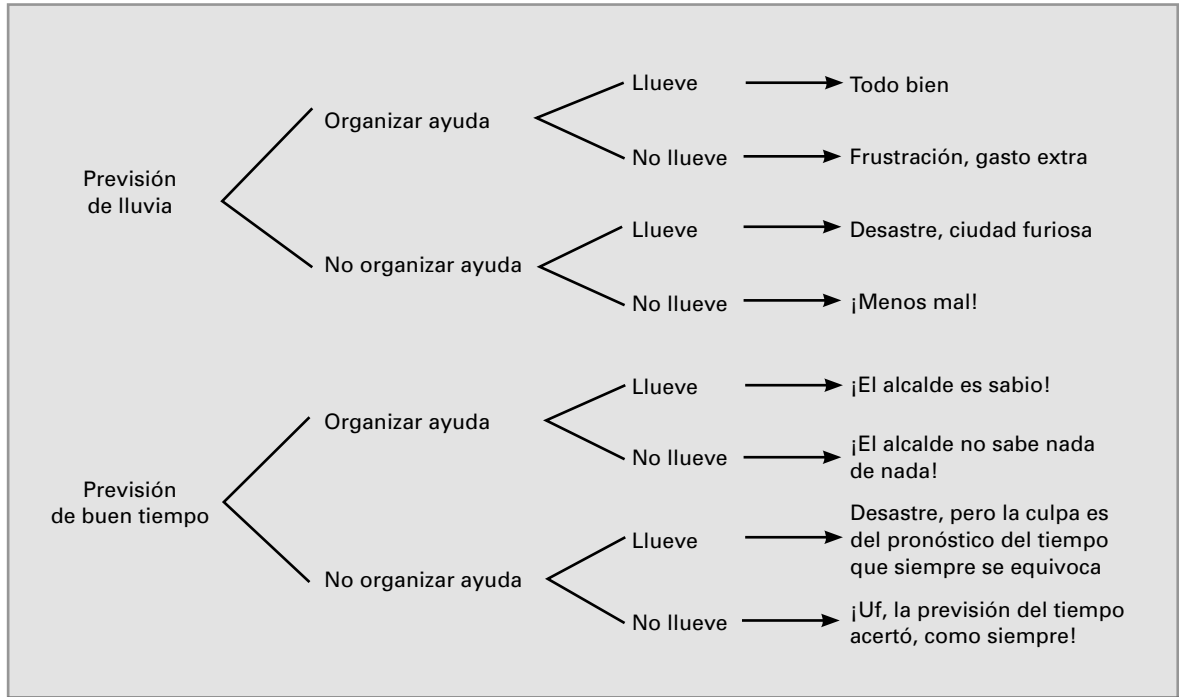 Llueve
Todo bien
Organizar ayuda
No llueve
Frustración, gasto extra
Previsión
de lluvia
Llueve
Desastre, ciudad furiosa
No organizar ayuda
No llueve
¡Menos mal!
Llueve
¡El alcalde es sabio!
Organizar ayuda
No llueve
¡El alcalde no sabe nada
de nada!
Previsión
de buen tiempo
Llueve
Desastre, pero la culpa es
del pronóstico del tiempo
que siempre se equivoca
No organizar ayuda
No llueve
¡Uf, la previsión del tiempo
acertó, como siempre!